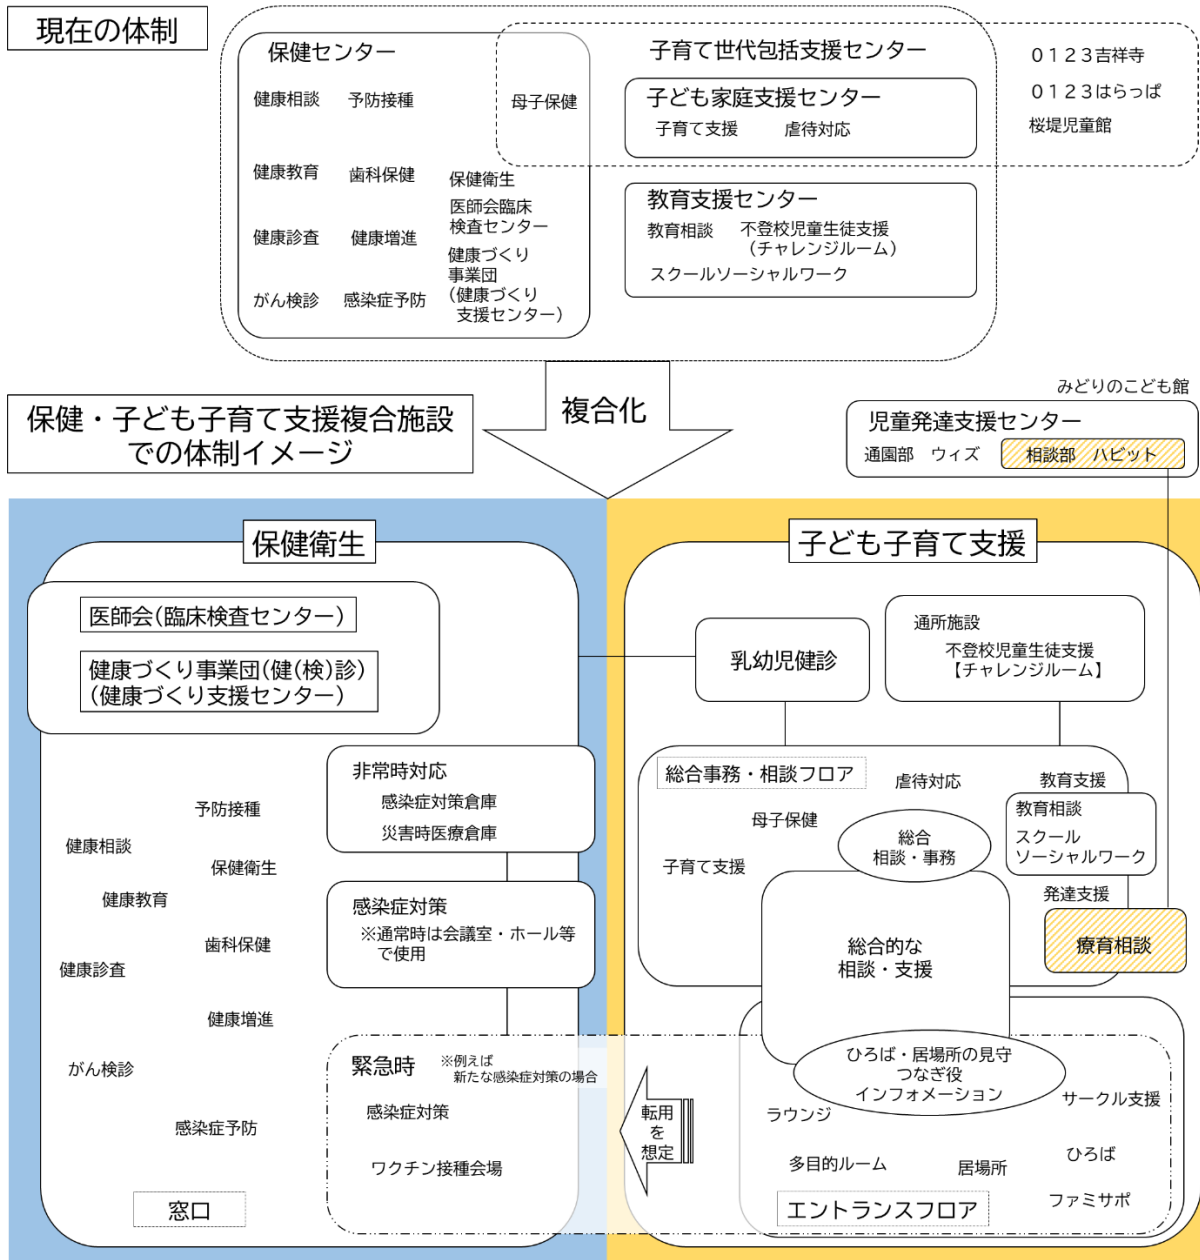 現在の体制
保健センター
健康相談
予防接種
母子保健
健康教育
歯科保健
保健衛生
医師会臨床
検査センター
健康診査
健康増進
健康づくり
事業団
(健康づくり
支援センター)
がん検診
感染症予防
子育て世代包括支援センター
子ども家庭支援センター
子育て支援
虐待対応
教育支援センター
教育相談
不登校児童生徒支援
(チャレンジルーム)
スクールソーシャルワーク
0123吉祥寺
0123はらっぱ
桜堤児童館
複合化
保健・子ども子育て支援複合施設
での体制イメージ
みどりのこども館
児童発達支援センター
通園部 ウィズ
相談部 ハビット
保健衛生
医師会(臨床検査センター)
健康づくり事業団(健(検)診)
(健康づくり支援センター)
非常時対応
感染症対策倉庫
災害時医療倉庫
予防接種
健康相談
保健衛生
健康教育
感染症対策
※通常時は会議室・ホール等
で使用
歯科保健
健康診査
健康増進
がん検診
感染症予防
窓口
緊急時
※例えば
新たな感染症対策の場合
感染症対策
ワクチン接種会場
転用
を
想定
子ども子育て支援
乳幼児健診
通所施設
不登校児童生徒支援
【チャレンジルーム】
総合事務・相談フロア
虐待対応
教育支援
母子保健
教育相談
スクール
ソーシャルワーク
総合
相談・事務
子育て支援
発達支援
総合的な
相談・支援
療育相談
ひろば・居場所の見守
つなぎ役
インフォメーション
ラウンジ
サークル支援
多目的ルーム
居場所
ひろば
エントランスフロア
ファミサポ